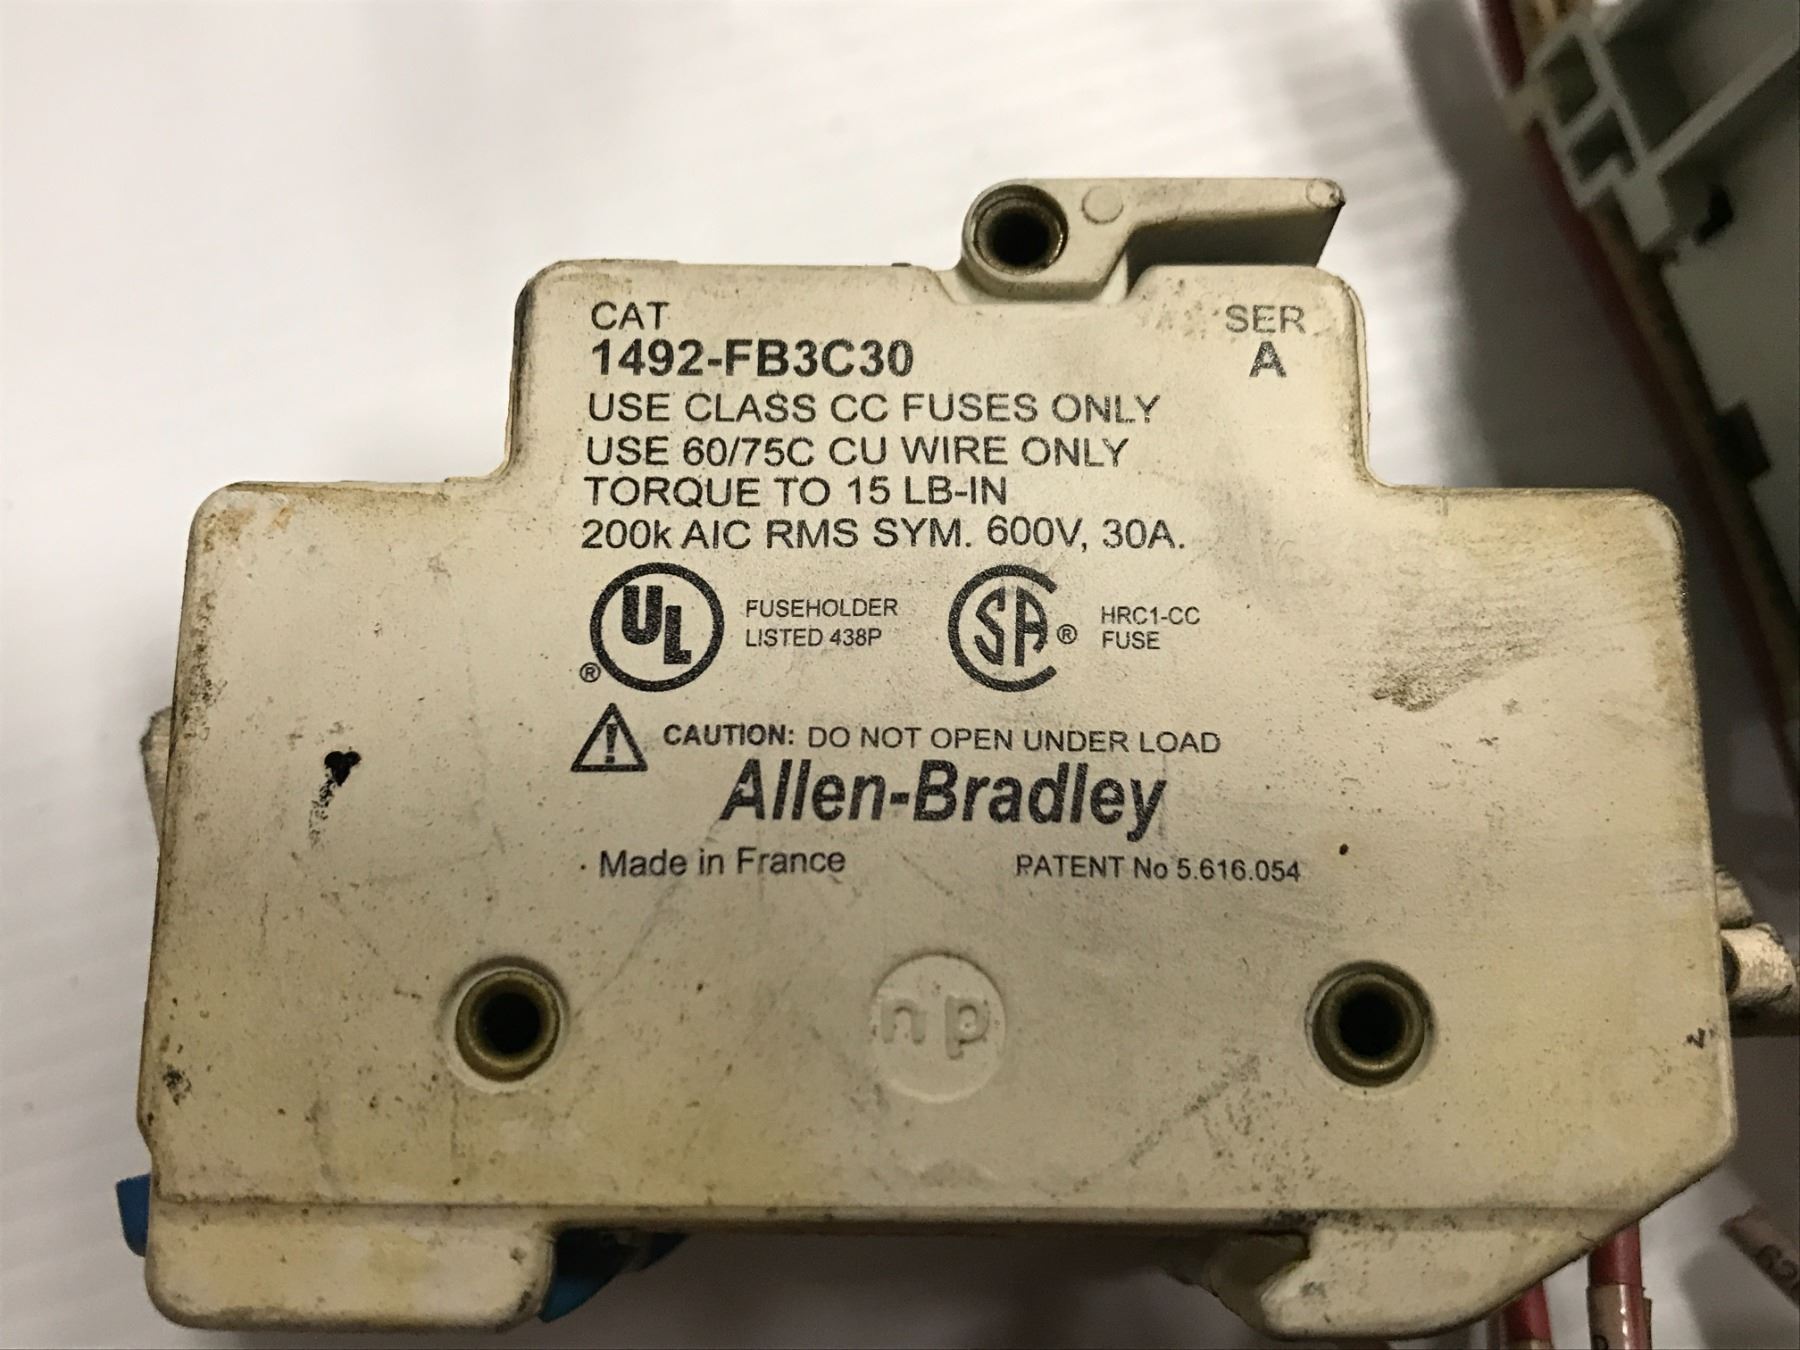 CAT
SER
1492-FB3C30
A
USE CLASS CC FUSES ONLY
USE 60/75C CU WIRE ONLY
TORQUE TO 15 LB-IN
200k AIC RMS SYM. 600V, 30A.
UL
®
FUSEHOLDER
LISTED 438P
SA
®
HRC1-CC
FUSE
! CAUTION: DO NOT OPEN UNDER LOAD
Allen-Bradley
Made in France
PATENT No 5.616.054
np